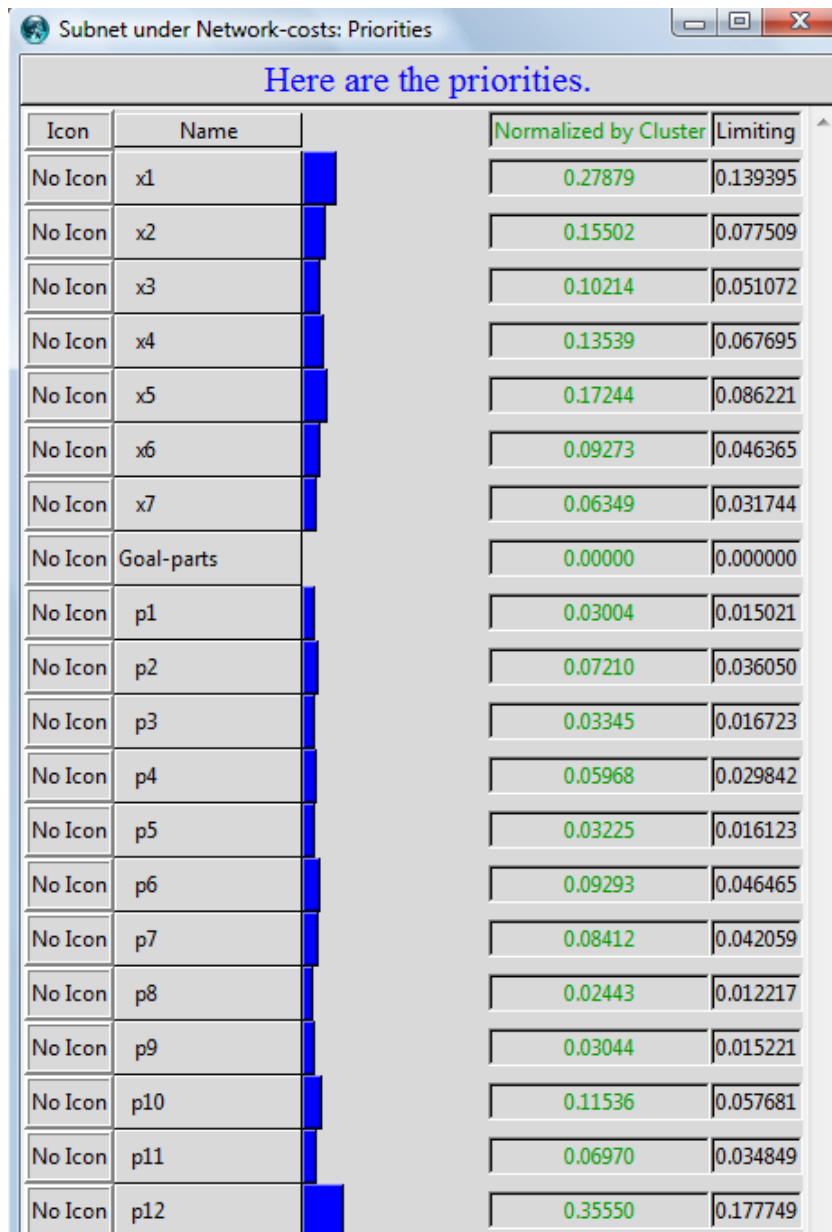 Subnet under Network-costs: Priorities
Here are the priorities.
Icon Name Normalized by Cluster Limiting
No Icon x1 0.27879 0.139395
No Icon x2 0.15502 0.077509
No Icon x3 0.10214 0.051072
No Icon x4 0.13539 0.067695
No Icon x5 0.17244 0.086221
No Icon x6 0.09273 0.046365
No Icon x7 0.06349 0.031744
No Icon Goal-parts 0.00000 0.000000
No Icon p1 0.03004 0.015021
No Icon p2 0.07210 0.036050
No Icon p3 0.03345 0.016723
No Icon p4 0.05968 0.029842
No Icon p5 0.03225 0.016123
No Icon p6 0.09293 0.046465
No Icon p7 0.08412 0.042059
No Icon p8 0.02443 0.012217
No Icon p9 0.03044 0.015221
No Icon p10 0.11536 0.057681
No Icon p11 0.06970 0.034849
No Icon p12 0.35550 0.177749